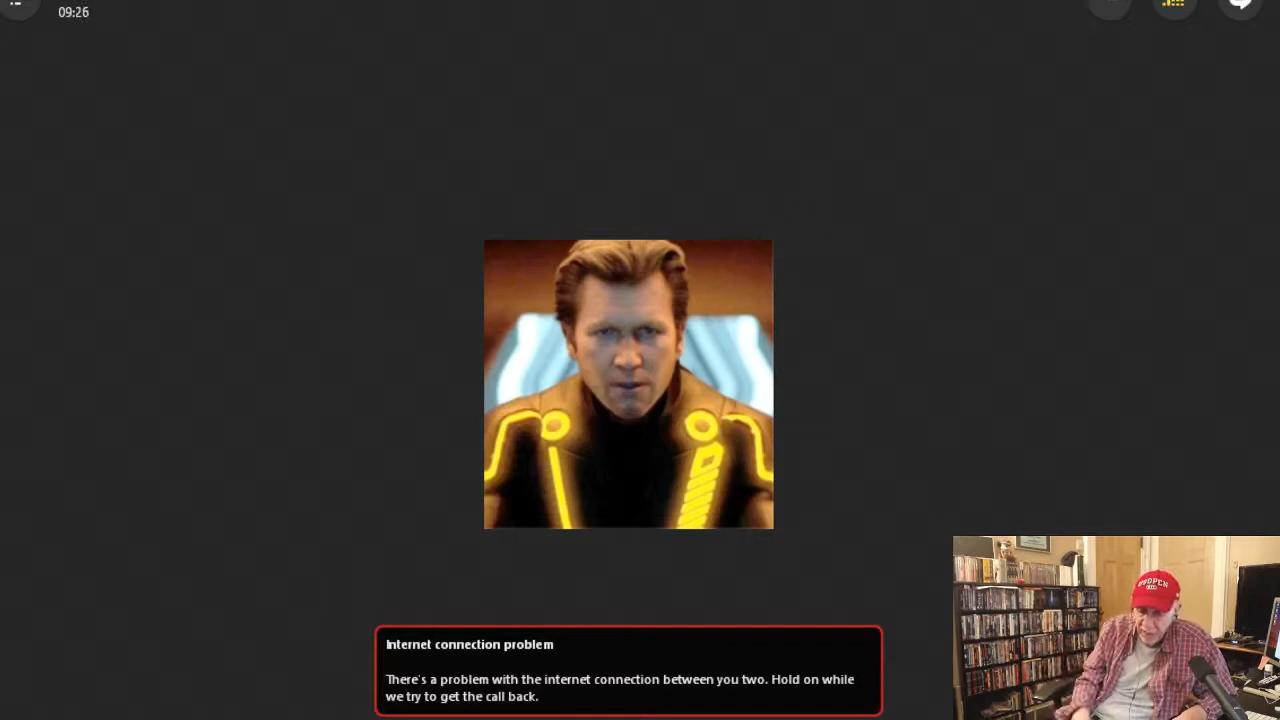 09:26
Internet connection problem
There's a problem with the internet connection between you two. Hold on while
we try to get the call back.